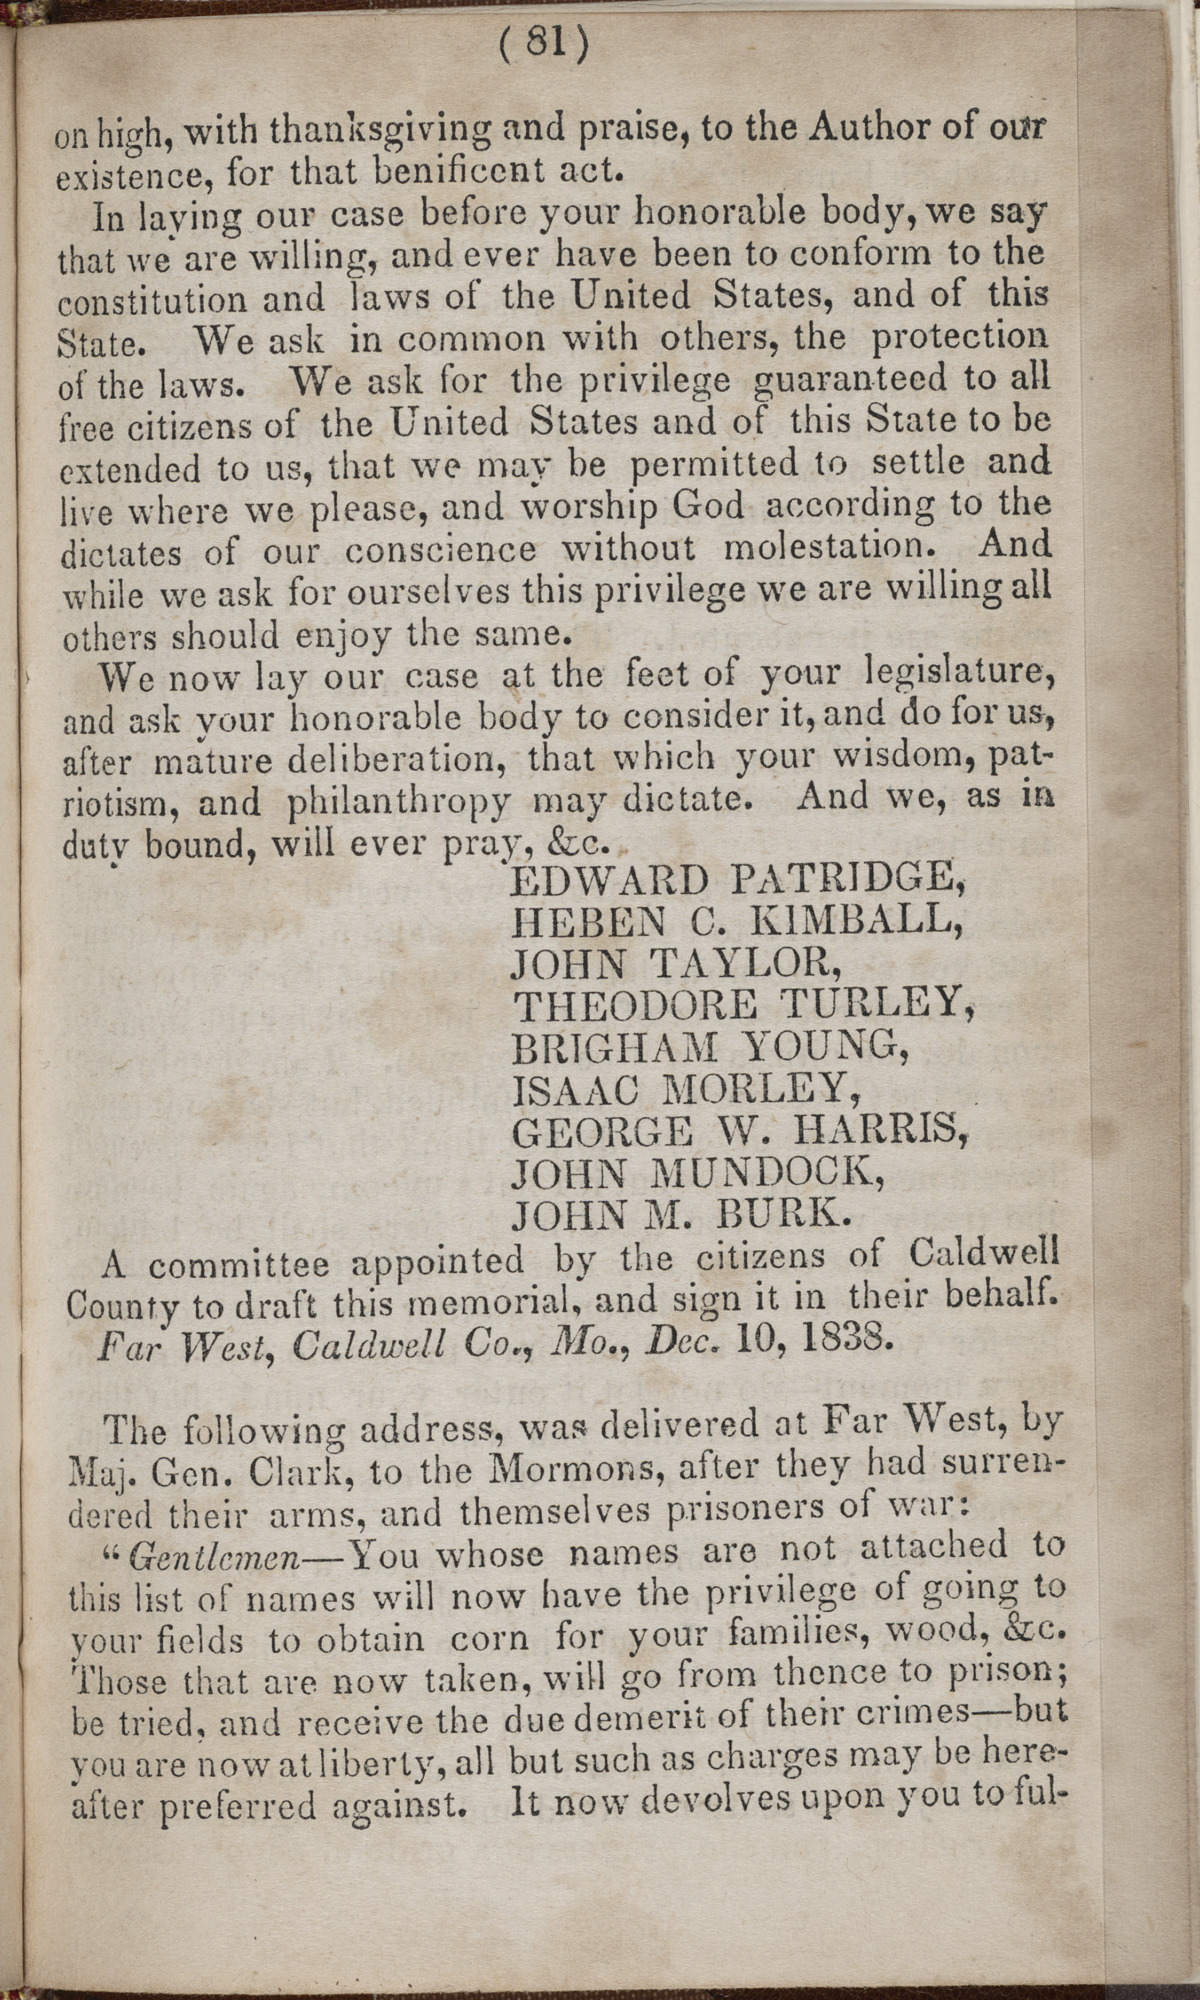 ( 81 )
on high, with thanksgiving and praise, to the Author of our
existence, for that benificent act.
In laying our case before your honorable body, we say
that we are willing, and ever have been to conform to the
constitution and laws of the United States, and of this
State. We ask in common with others, the protection
of the laws. We ask for the privilege guaranteed to all
free citizens of the United States and of this State to be
extended to us, that we may be permitted to settle and
live where we please, and worship God according to the
dictates of our conscience without molestation. And
while we ask for ourselves this privilege we are willing all
others should enjoy the same.
We now lay our case at the feet of your legislature,
and ask your honorable body to consider it, and do for us,
after mature deliberation, that which your wisdom, pat-
riotism, and philanthropy may dictate. And we, as in
duty bound, will ever pray, &c.
EDWARD PATRIDGE,
HEBEN C. KIMBALL,
JOHN TAYLOR,
THEODORE TURLEY,
BRIGHAM YOUNG,
ISAAC MORLEY,
GEORGE W. HARRIS,
JOHN MUNDOCK,
JOHN M. BURK.
A committee appointed by the citizens of Caldwell
County to draft this memorial, and sign it in their behalf.
Far West, Caldwell Co., Mo., Dec. 10, 1838.
The following address, was delivered at Far West, by
Maj. Gen. Clark, to the Mormons, after they had surren-
dered their arms, and themselves prisoners of war:
"Gentlemen—You whose names are not attached to
this list of names will now have the privilege of going to
your fields to obtain corn for your families, wood, &c.
Those that are now taken, will go from thence to prison;
be tried, and receive the due demerit of their crimes—but
you are now at liberty, all but such as charges may be here-
after preferred against. It now devolves upon you to ful-